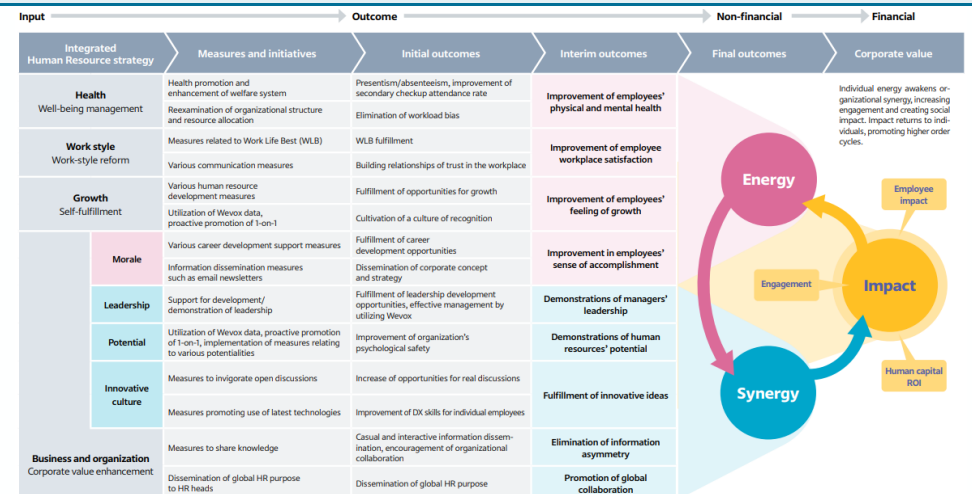 Input
Outcome
Non-financial
Financial
Integrated
Human Resource strategy
Measures and initiatives
Initial outcomes
Interim outcomes
Final outcomes
Corporate value
Health
Well-being management
Health promotion and
enhancement of welfare system
Presentism/absenteeism, improvement of
secondary checkup attendance rate
Reexamination of organizational structure
and resource allocation
Elimination of workload bias
Improvement of employees'
physical and mental health
Work style
Work-style reform
Measures related to Work Life Best (WLB)
WLB fulfillment
Various communication measures
Building relationships of trust in the workplace
Improvement of employee
workplace satisfaction
Growth
Self-fulfillment
Various human resource
development measures
Fulfillment of opportunities for growth
Utilization of Wevox data,
proactive promotion of 1-on-1
Cultivation of a culture of recognition
Improvement of employees'
feeling of growth
Morale
Various career development support measures
Fulfillment of career
development opportunities
Information dissemination measures
such as email newsletters
Dissemination of corporate concept
and strategy
Improvement in employees'
sense of accomplishment
Leadership
Support for development/
demonstration of leadership
Fulfillment of leadership development
opportunities, effective management by
utilizing Wevox
Demonstrations of managers'
leadership
Potential
Utilization of Wevox data, proactive promotion
of 1-on-1, implementation of measures relating
to various potentialities
Improvement of organization's
psychological safety
Demonstrations of human
resources' potential
Innovative
culture
Measures to invigorate open discussions
Increase of opportunities for real discussions
Measures promoting use of latest technologies
Improvement of DX skills for individual employees
Fulfillment of innovative ideas
Business and organization
Corporate value enhancement
Measures to share knowledge
Casual and interactive information dissem-
ination, encouragement of organizational
collaboration
Elimination of information
asymmetry
Dissemination of global HR purpose
to HR heads
Dissemination of global HR purpose
Promotion of global
collaboration
Individual energy awakens or-
ganizational synergy, increasing
engagement and creating social
impact. Impact returns to indi-
viduals, promoting higher order
cycles.
Energy
Employee
impact
Engagement
Impact
Human capital
ROI
Synergy